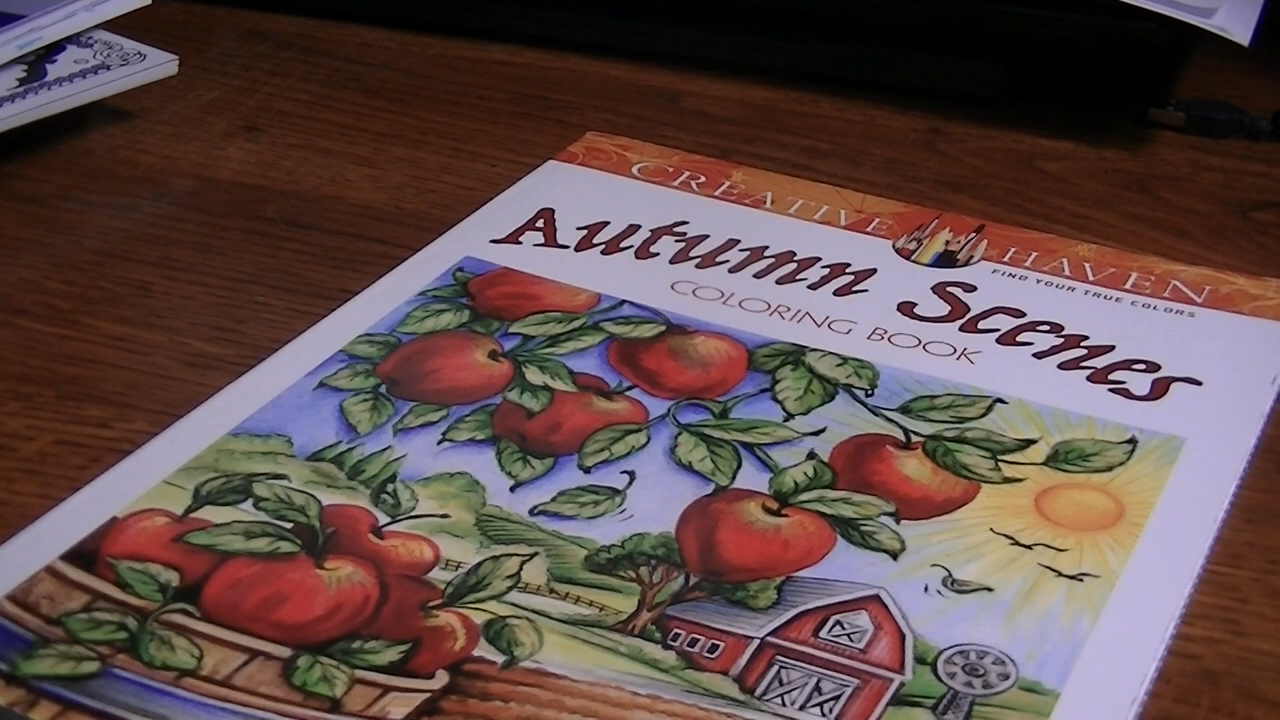 CREATIVE HAVEN
FIND YOUR TRUE COLORS
Autumn Scenes
COLORING BOOK